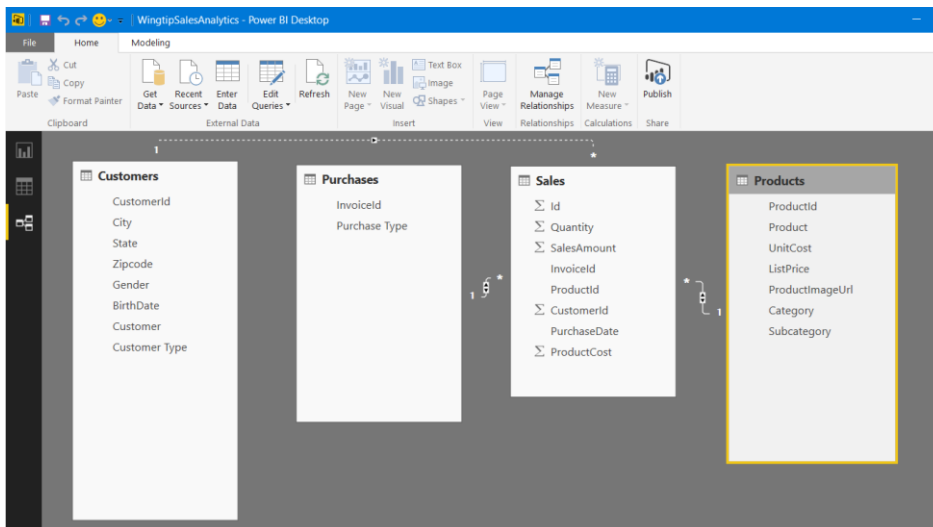 WingtipSalesAnalytics - Power BI Desktop
File Home Modeling
Paste
Cut
Copy
Format Painter
Clipboard
Get Data
Recent Sources
Enter Data
Edit Queries
Refresh
External Data
New Page
New Visual
Text Box
Image
Shapes
Insert
Page View
View
Manage Relationships
Relationships
New Measure
Calculations
Publish
Share
1
*
Customers
CustomerId
City
State
Zipcode
Gender
BirthDate
Customer
Customer Type
Purchases
InvoiceId
Purchase Type
1
*
Sales
Σ Id
Σ Quantity
Σ SalesAmount
InvoiceId
ProductId
Σ CustomerId
PurchaseDate
Σ ProductCost
*
1
Products
ProductId
Product
UnitCost
ListPrice
ProductImageUrl
Category
Subcategory